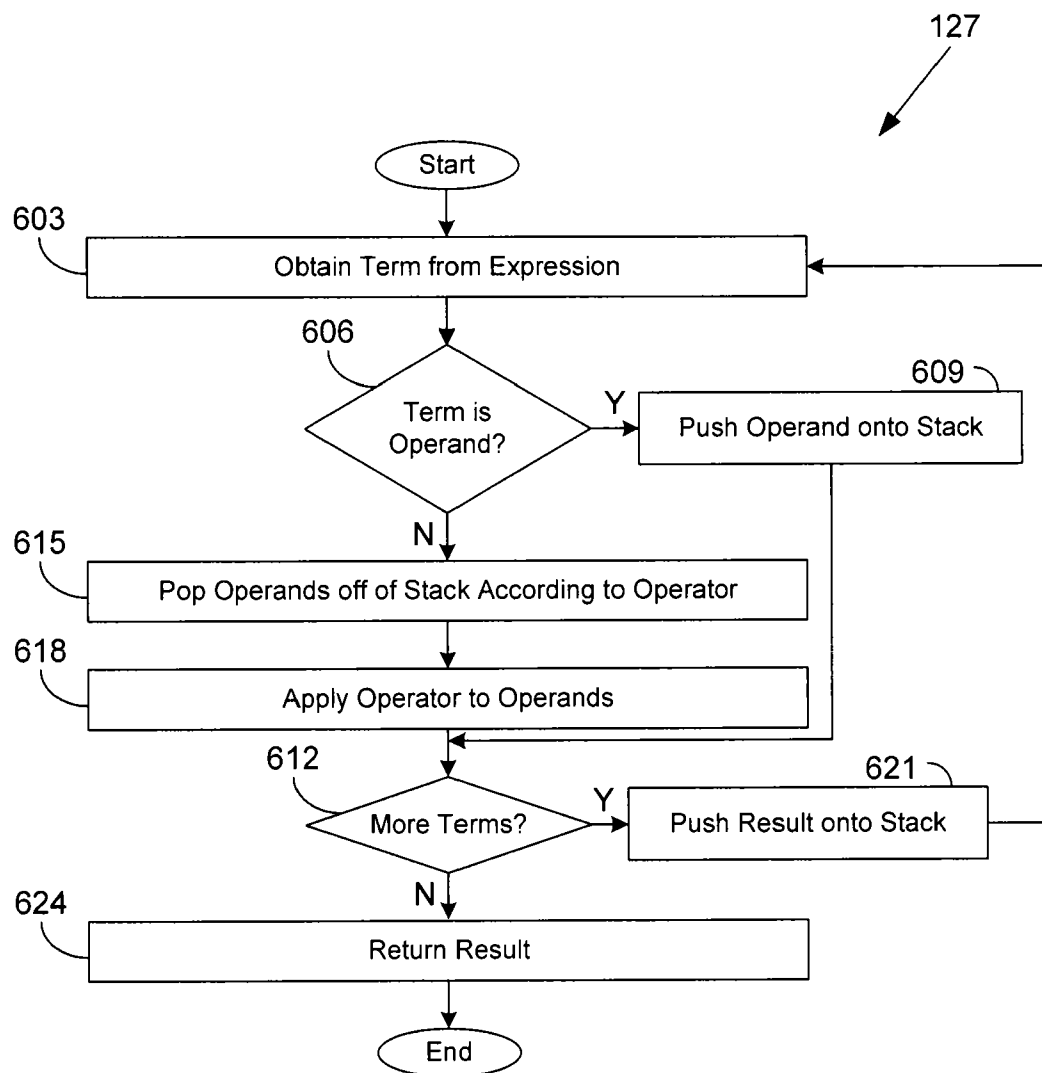 127
Start
603
Obtain Term from Expression
606
Term is
Operand?
Y
609
Push Operand onto Stack
N
615
Pop Operands off of Stack According to Operator
618
Apply Operator to Operands
612
More Terms?
Y
621
Push Result onto Stack
N
624
Return Result
End